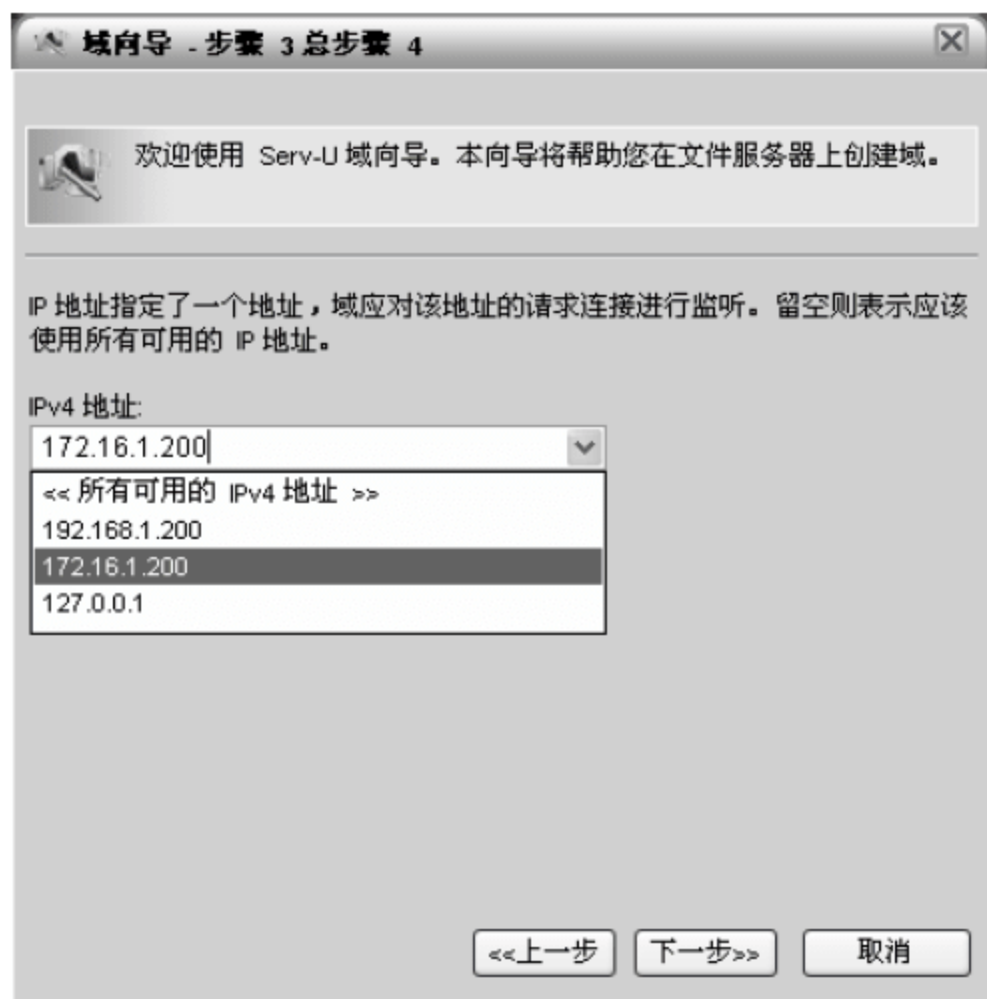 域向导 - 步骤 3 总步骤 4
欢迎使用 Serv-U 域向导。本向导将帮助您在文件服务器上创建域。
IP 地址指定了一个地址，域应对该地址的请求连接进行监听。留空则表示应该
使用所有可用的 IP 地址。
IPv4 地址:
172.16.1.200
<< 所有可用的 IPv4 地址 >>
192.168.1.200
172.16.1.200
127.0.0.1
<<上一步 下一步>> 取消